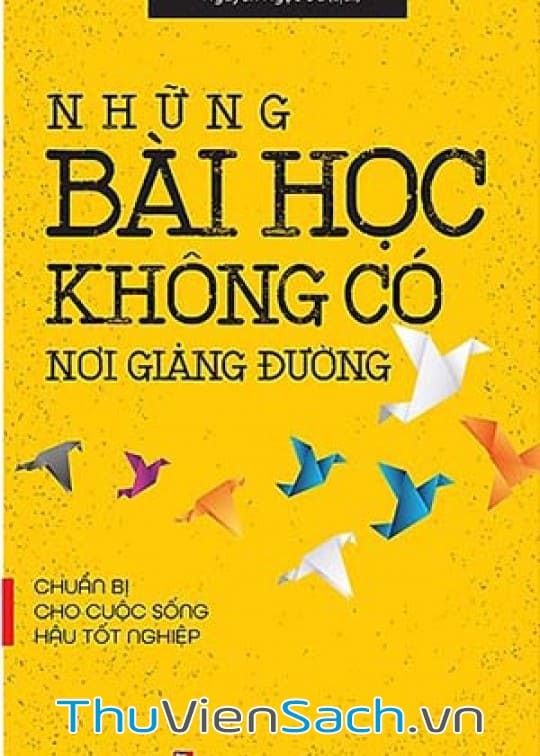 NHỮNG
BÀI HỌC
KHÔNG CÓ
NƠI GIẢNG ĐƯỜNG
CHUẨN BỊ
CHO CUỘC SỐNG
HẬU TỐT NGHIỆP
ThuVienSach.vn